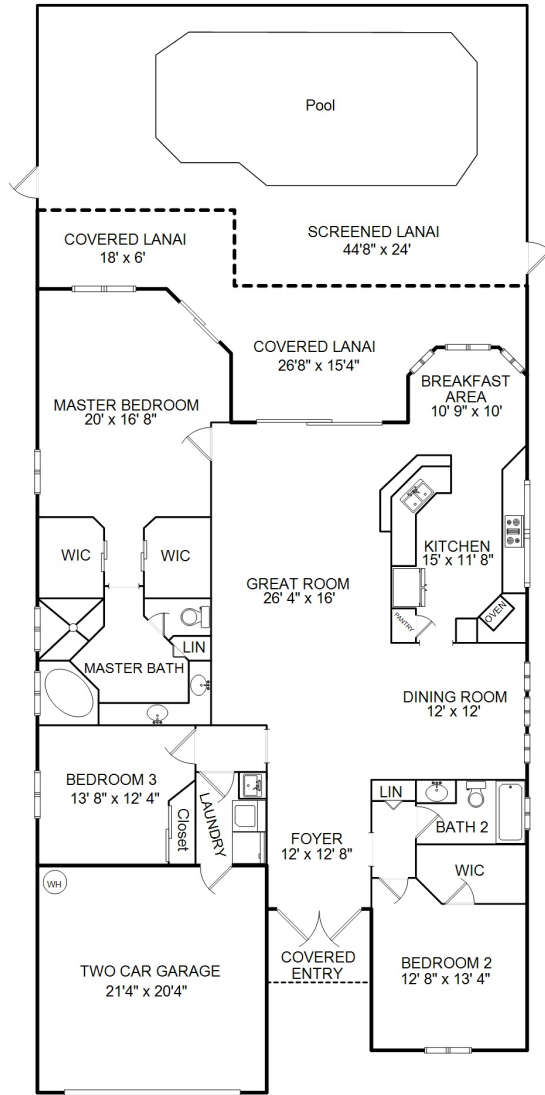 Pool
SCREENED LANAI
44'8" x 24'
COVERED LANAI
18' x 6'
COVERED LANAI
26'8" x 15'4"
BREAKFAST
AREA
10' 9" x 10'
MASTER BEDROOM
20' x 16' 8"
WIC
WIC
KITCHEN
15' x 11' 8"
GREAT ROOM
26' 4" x 16'
OVEN
PANTRY
LIN
MASTER BATH
DINING ROOM
12' x 12'
BEDROOM 3
13' 8" x 12' 4"
Closet
LAUNDRY
LIN
BATH 2
FOYER
12' x 12' 8"
WIC
WH
TWO CAR GARAGE
21'4" x 20'4"
COVERED
ENTRY
BEDROOM 2
12' 8" x 13' 4"